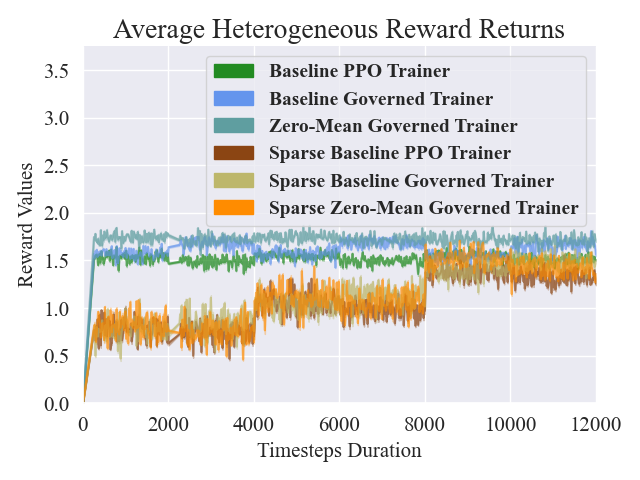 Average Heterogeneous Reward Returns
Baseline PPO Trainer
Baseline Governed Trainer
Zero-Mean Governed Trainer
Sparse Baseline PPO Trainer
Sparse Baseline Governed Trainer
Sparse Zero-Mean Governed Trainer
Reward Values
3.5
3.0
2.5
2.0
1.5
1.0
0.5
0.0
0 2000 4000 6000 8000 10000 12000
Timesteps Duration